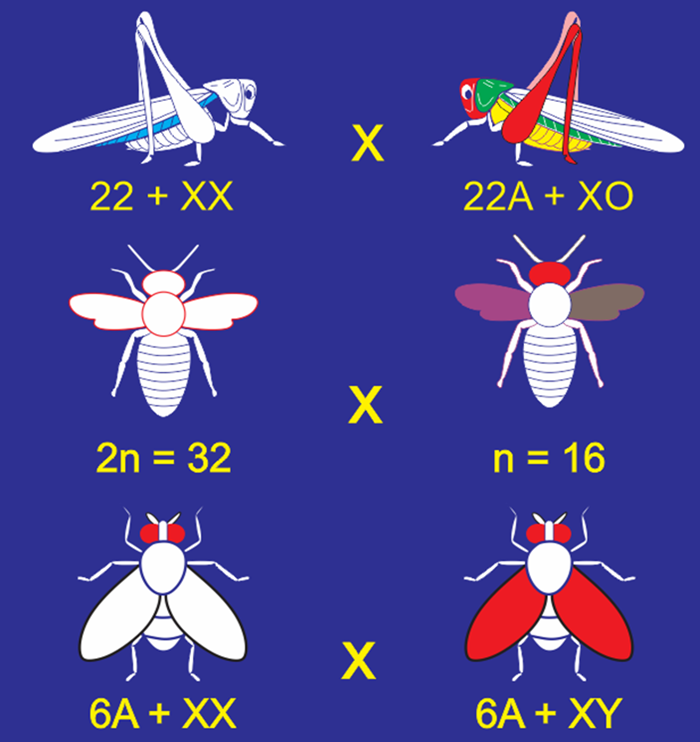 X
22 + XX 22A + XO
X
2n = 32 n = 16
X
6A + XX 6A + XY